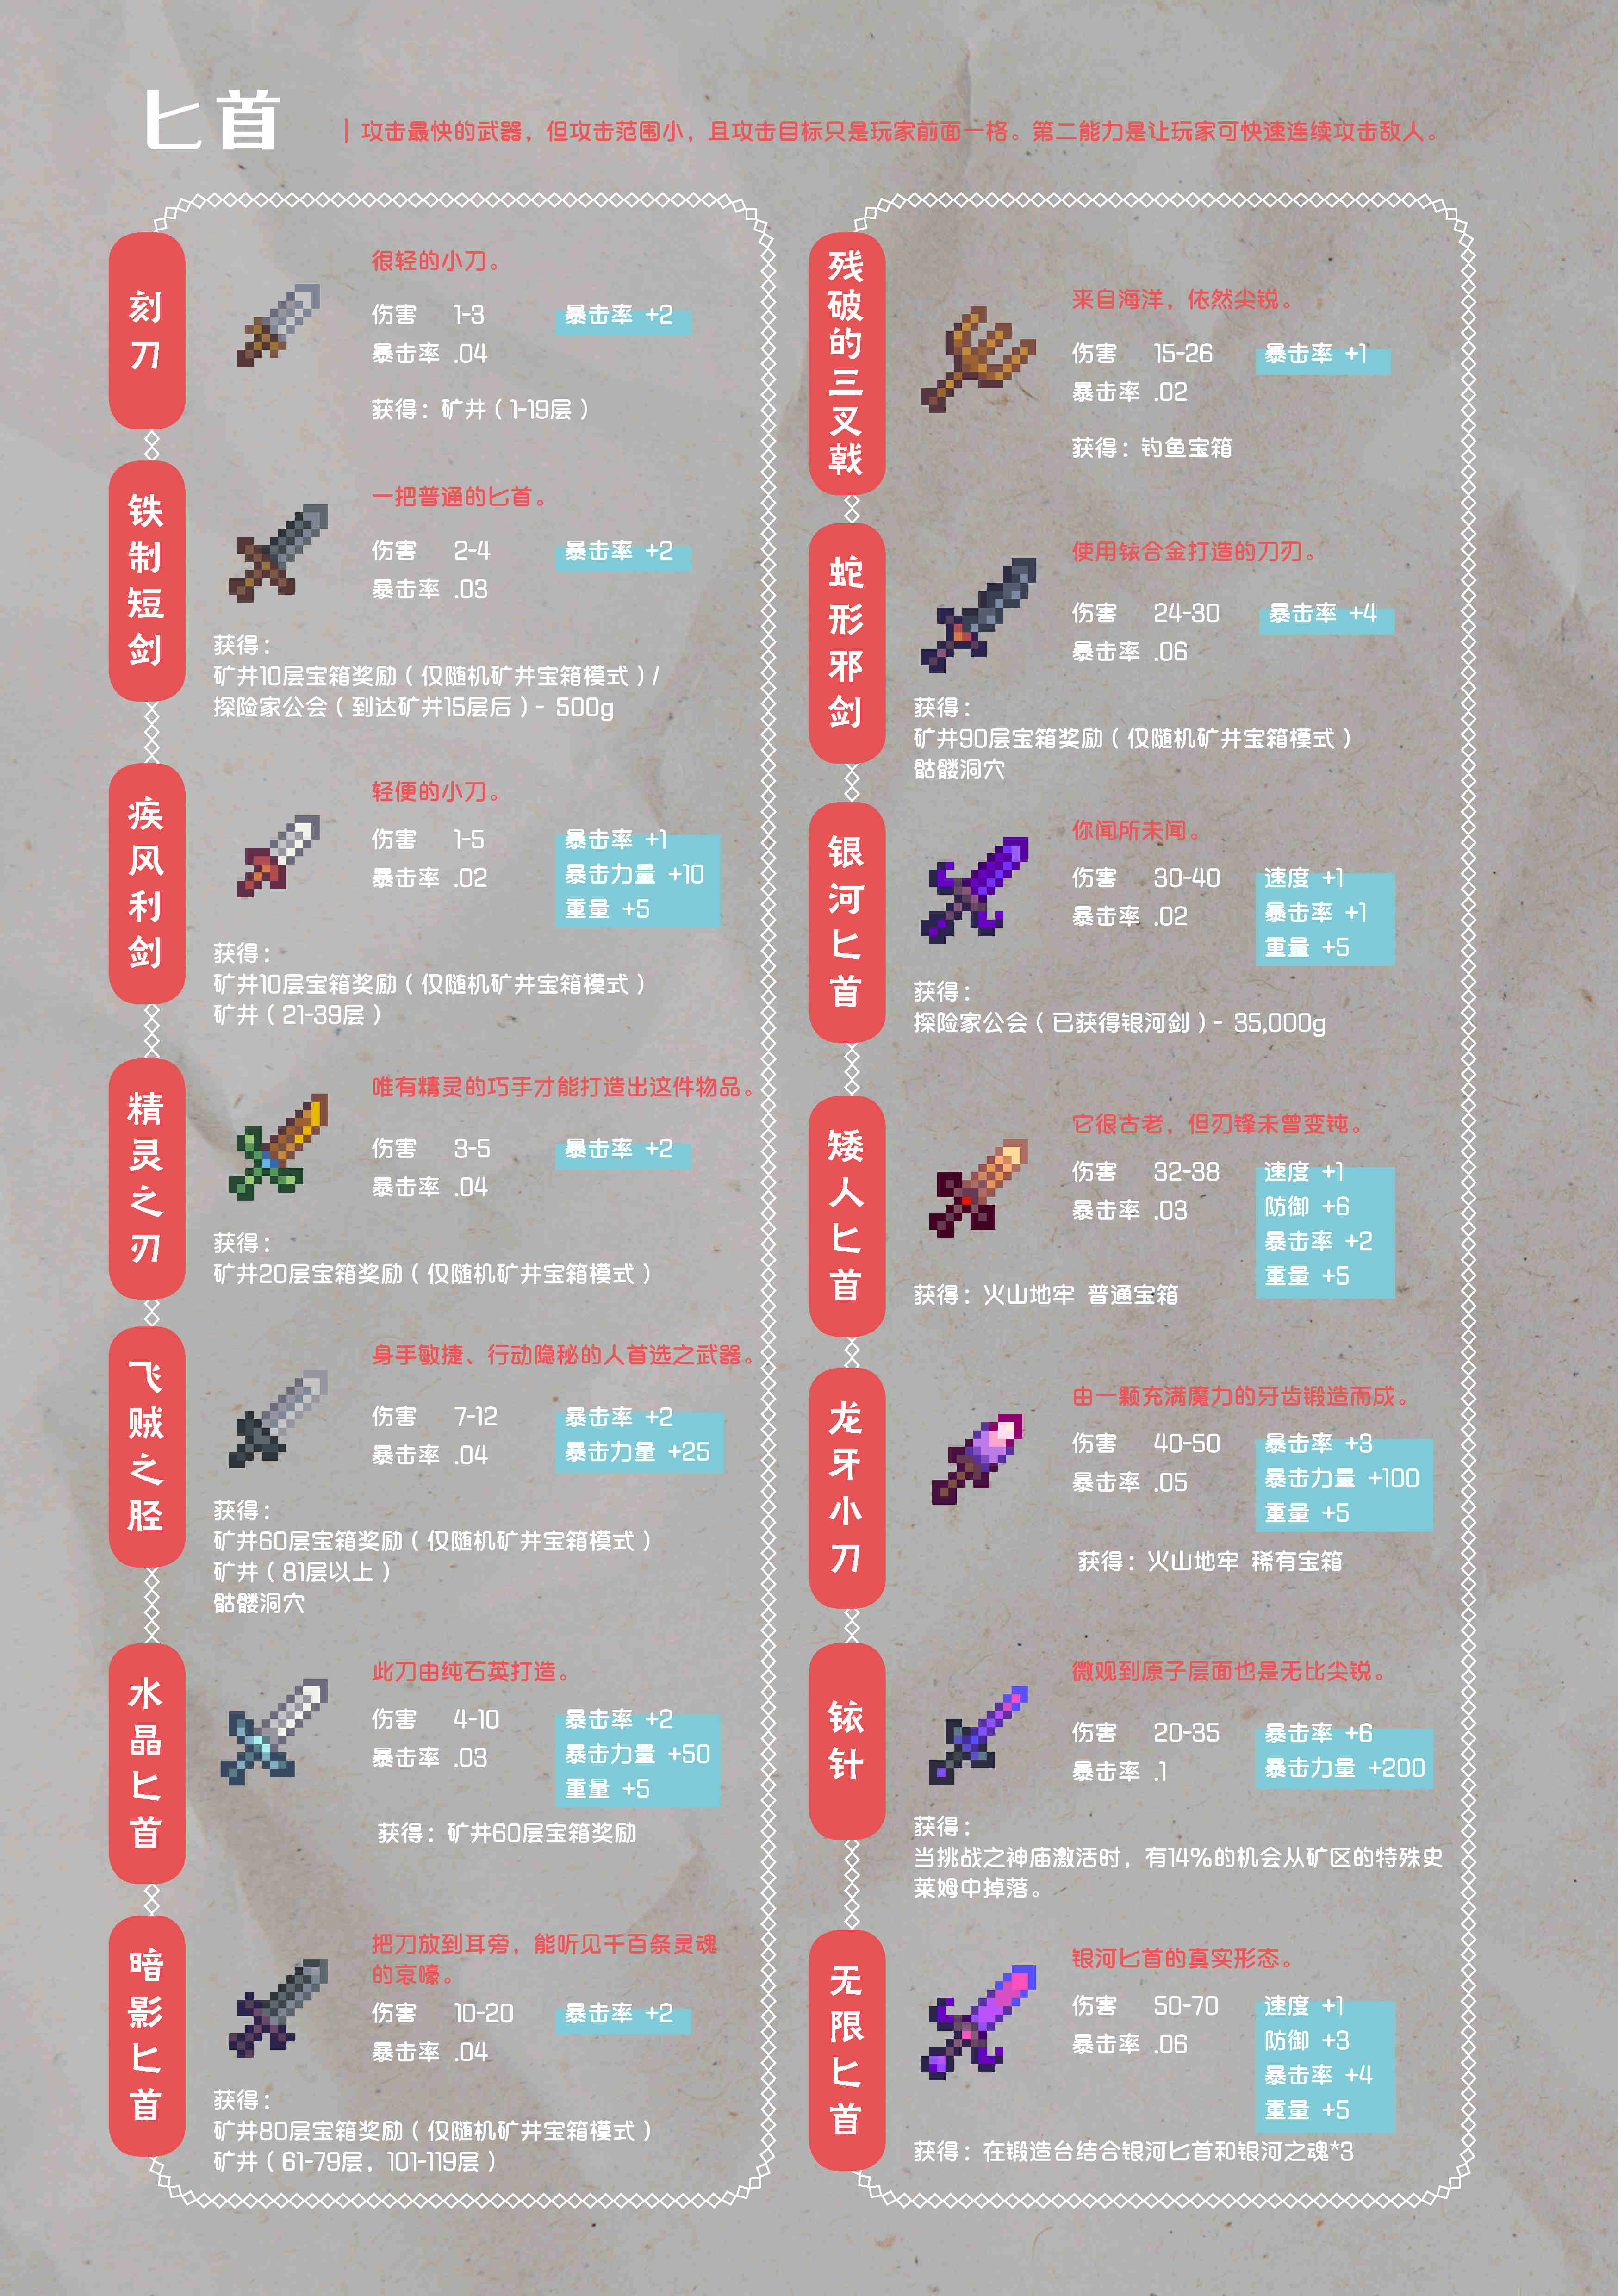 匕首
攻击最快的武器，但攻击范围小，且攻击目标只是玩家前面一格。第二能力是让玩家可快速连续攻击敌人。
刻刀
很轻的小刀。
伤害 1-3 暴击率 +2
暴击率 .04
获得：矿井（1-19层）
铁制短剑
一把普通的匕首。
伤害 2-4 暴击率 +2
暴击率 .03
获得：
矿井10层宝箱奖励（仅随机矿井宝箱模式）/
探险家公会（到达矿井15层后）- 500g
疾风利剑
轻便的小刀。
伤害 1-5 暴击率 +1
暴击率 .02 暴击力量 +10
重量 +5
获得：
矿井10层宝箱奖励（仅随机矿井宝箱模式）
矿井（21-39层）
精灵之刃
唯有精灵的巧手才能打造出这件物品。
伤害 3-5 暴击率 +2
暴击率 .04
获得：
矿井20层宝箱奖励（仅随机矿井宝箱模式）
飞贼之胫
身手敏捷、行动隐秘的人首选之武器。
伤害 7-12 暴击率 +2
暴击率 .04 暴击力量 +25
获得：
矿井60层宝箱奖励（仅随机矿井宝箱模式）
矿井（81层以上）
骷髅洞穴
水晶匕首
此刀由纯石英打造。
伤害 4-10 暴击率 +2
暴击率 .03 暴击力量 +50
重量 +5
获得：矿井60层宝箱奖励
暗影匕首
把刀放到耳旁，能听见千百条灵魂
的哀嚎。
伤害 10-20 暴击率 +2
暴击率 .04
获得：
矿井80层宝箱奖励（仅随机矿井宝箱模式）
矿井（61-79层，101-119层）
残破的三叉戟
来自海洋，依然尖锐。
伤害 15-26 暴击率 +1
暴击率 .02
获得：钓鱼宝箱
蛇形邪剑
使用铱合金打造的刀刃。
伤害 24-30 暴击率 +4
暴击率 .06
获得：
矿井90层宝箱奖励（仅随机矿井宝箱模式）
骷髅洞穴
银河匕首
你闻所未闻。
伤害 30-40 速度 +1
暴击率 .02 暴击率 +1
重量 +5
获得：
探险家公会（已获得银河剑）- 35,000g
矮人匕首
它很古老，但刃锋未曾变钝。
伤害 32-38 速度 +1
暴击率 .03 防御 +6
暴击率 +2
重量 +5
获得：火山地牢 普通宝箱
龙牙小刀
由一颗充满魔力的牙齿锻造而成。
伤害 40-50 暴击率 +3
暴击率 .05 暴击力量 +100
重量 +5
获得：火山地牢 稀有宝箱
铱针
微观到原子层面也是无比尖锐。
伤害 20-35 暴击率 +6
暴击率 .1 暴击力量 +200
获得：
当挑战之神庙激活时，有14%的机会从矿区的特殊史
莱姆中掉落。
无限匕首
银河匕首的真实形态。
伤害 50-70 速度 +1
暴击率 .06 防御 +3
暴击率 +4
重量 +5
获得：在锻造台结合银河匕首和银河之魂*3